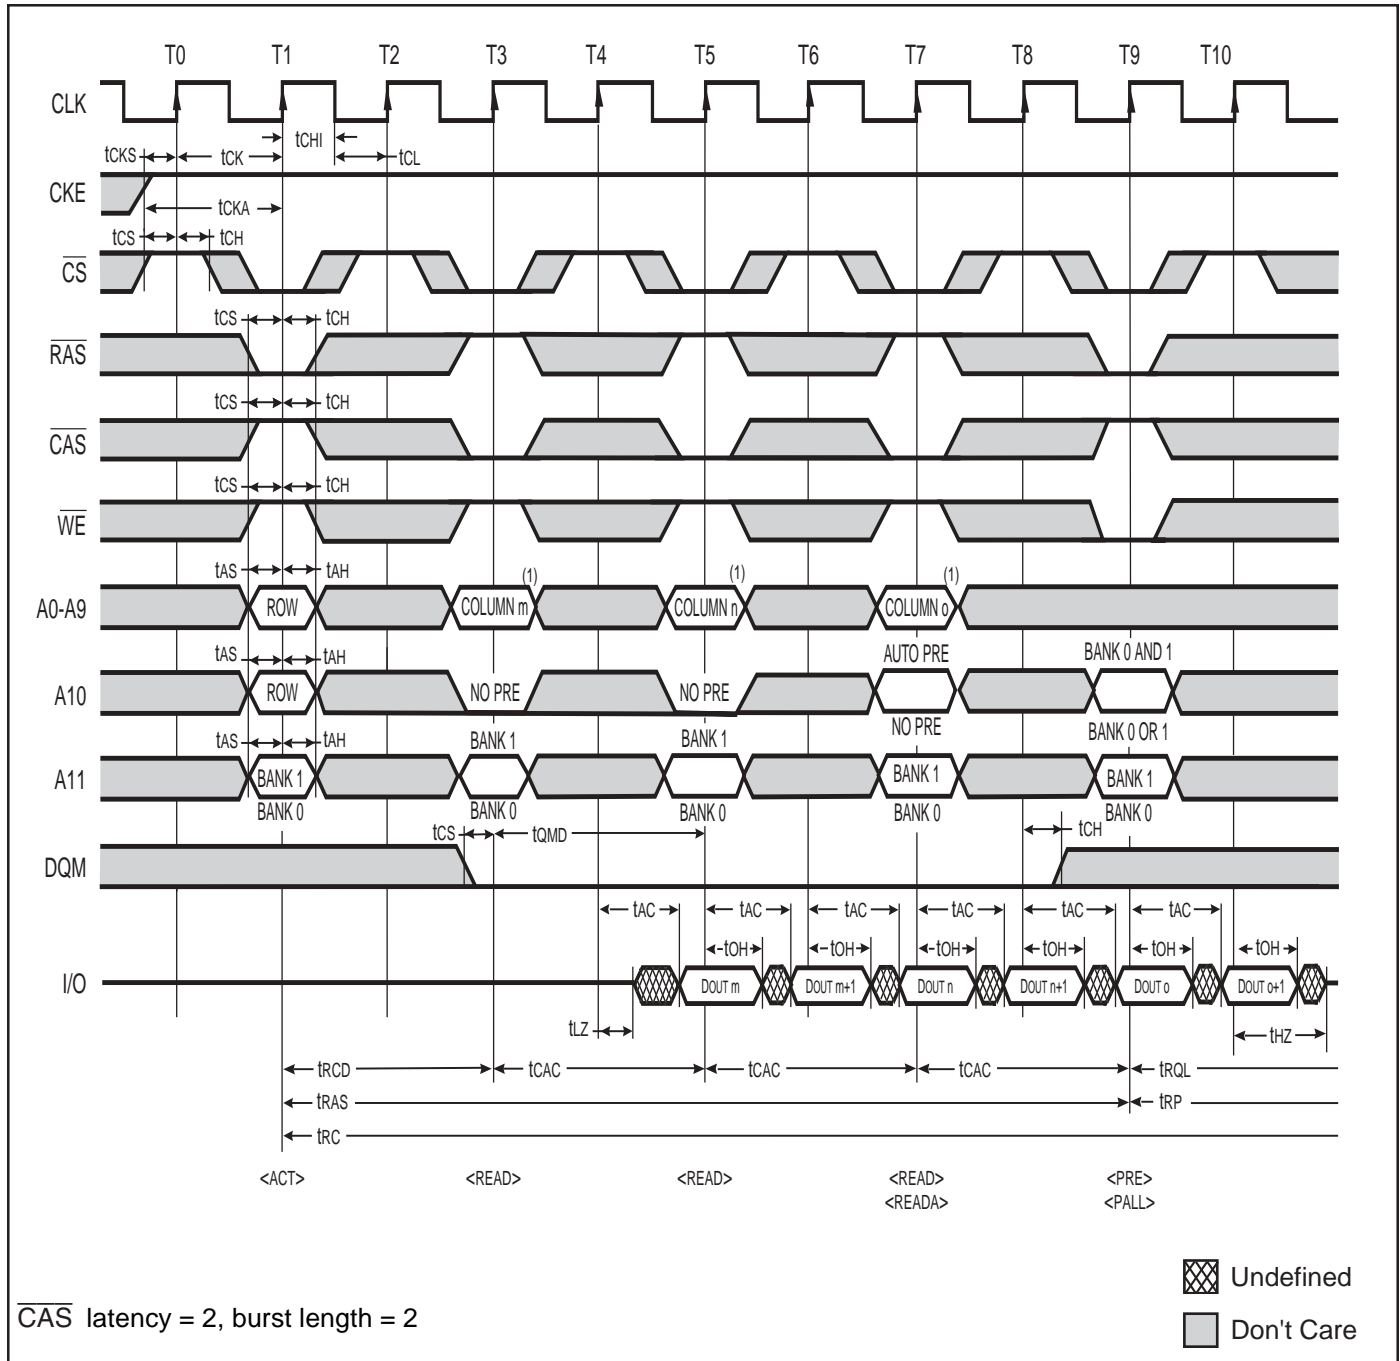 T0 T1 T2 T3 T4 T5 T6 T7 T8 T9 T10
CLK
tCHI
tCKS tCK tCL
CKE
tCKA
tCS tCH
CS
tCS tCH
RAS
tCS tCH
CAS
tCS tCH
WE
tAS tAH (1) (1) (1)
A0-A9 ROW COLUMN m COLUMN n COLUMN o
tAS tAH AUTO PRE BANK 0 AND 1
A10 ROW NO PRE NO PRE
NO PRE BANK 0 OR 1
tAS tAH BANK 1 BANK 1
A11 BANK 1 BANK 1 BANK 1
BANK 0 BANK 0 BANK 0 BANK 0 BANK 0
tCS tQMD tCH
DQM
tAC tAC tAC tAC tAC tAC
tOH tOH tOH tOH tOH tOH
I/O DOUT m DOUT m+1 DOUT n DOUT n+1 DOUT o DOUT o+1
tLZ tHZ
tRCD tCAC tCAC tCAC tRQL
tRAS tRP
tRC
<ACT> <READ> <READ> <READ> <PRE>
<READA> <PALL>
Undefined
CAS latency = 2, burst length = 2
Don't Care